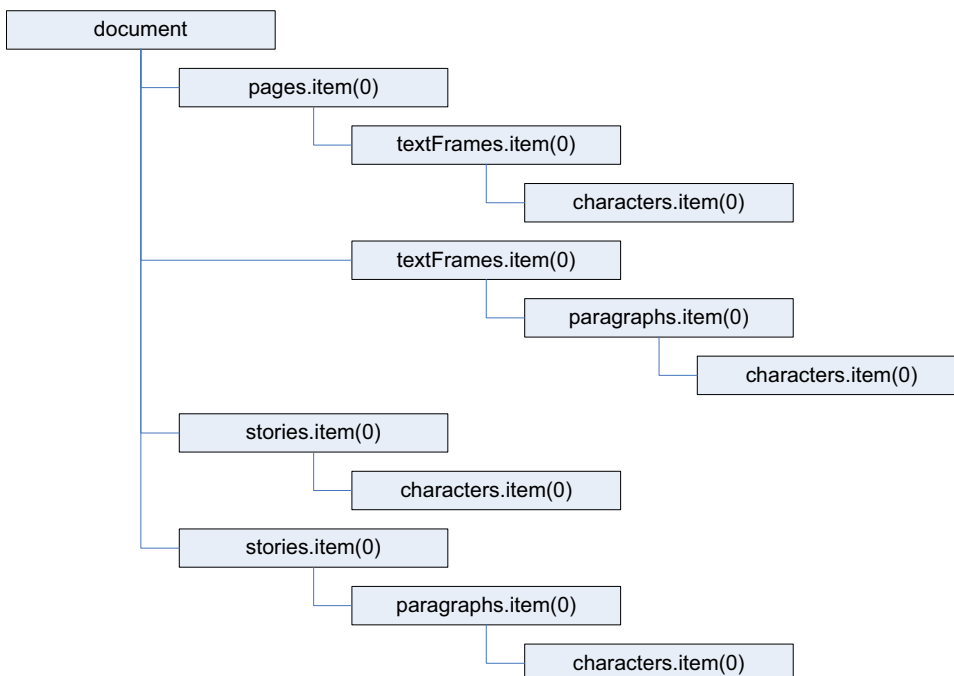 document
pages.item(0)
textFrames.item(0)
characters.item(0)
textFrames.item(0)
paragraphs.item(0)
characters.item(0)
stories.item(0)
characters.item(0)
stories.item(0)
paragraphs.item(0)
characters.item(0)